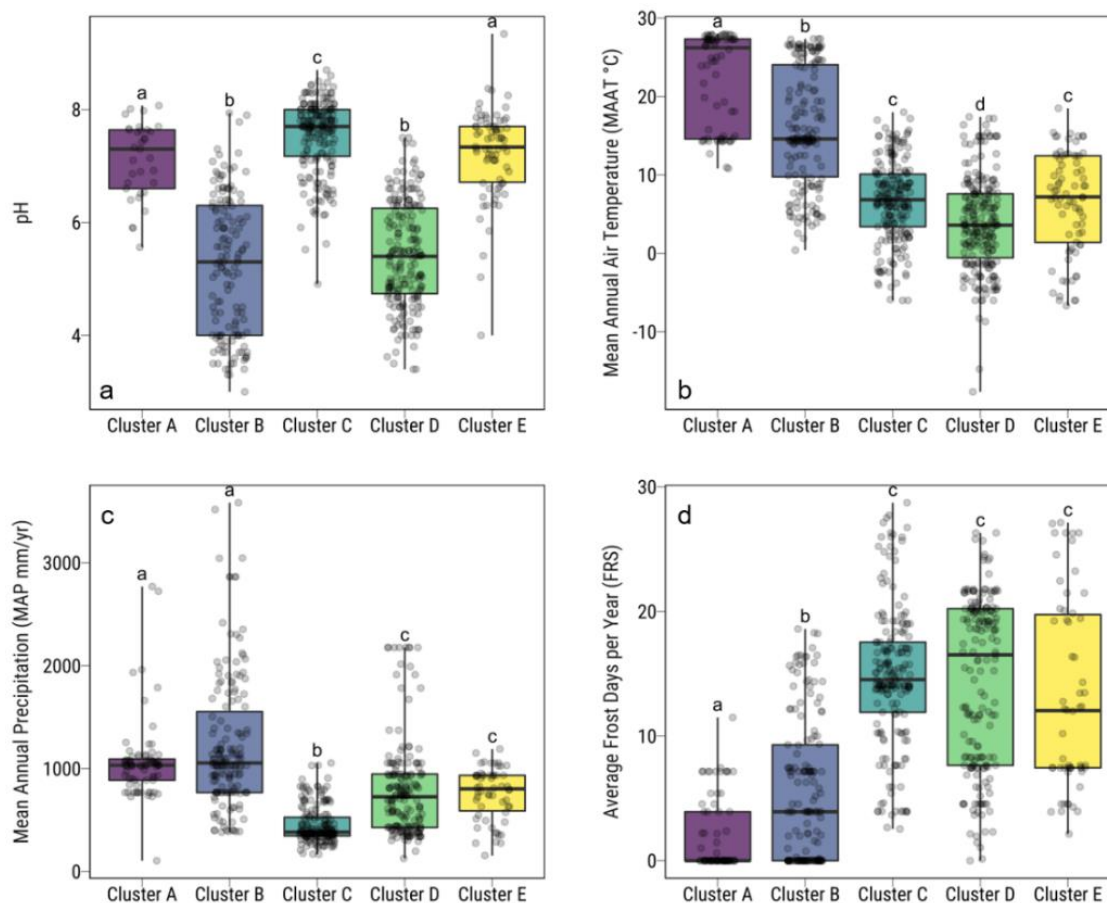 pH
8
6
4
a
b
c
b
a
a
Cluster A Cluster B Cluster C Cluster D Cluster E
Mean Annual Air Temperature (MAAT °C)
30
20
10
0
-10
a
b
c
d
c
b
Cluster A Cluster B Cluster C Cluster D Cluster E
Mean Annual Precipitation (MAP mm/yr)
3000
2000
1000
0
c
a
a
b
c
c
Cluster A Cluster B Cluster C Cluster D Cluster E
Average Frost Days per Year (FRS)
30
20
10
0
d
a
b
c
c
c
Cluster A Cluster B Cluster C Cluster D Cluster E